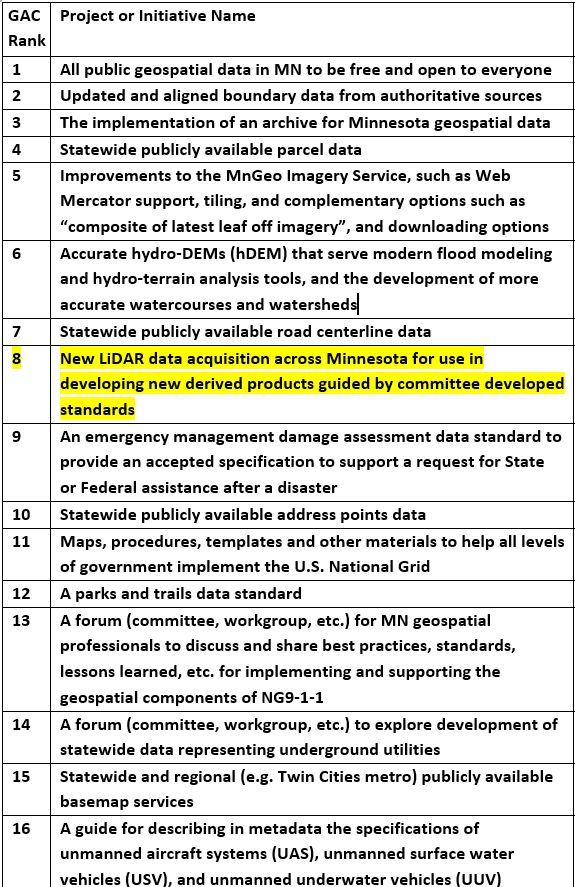 GAC Project or Initiative Name
Rank
1 All public geospatial data in MN to be free and open to everyone
2 Updated and aligned boundary data from authoritative sources
3 The implementation of an archive for Minnesota geospatial data
4 Statewide publicly available parcel data
5 Improvements to the MnGeo Imagery Service, such as Web
Mercator support, tiling, and complementary options such as
“composite of latest leaf off imagery”, and downloading options
6 Accurate hydro-DEMs (hDEM) that serve modern flood modeling
and hydro-terrain analysis tools, and the development of more
accurate watercourses and watersheds
7 Statewide publicly available road centerline data
8 New LiDAR data acquisition across Minnesota for use in
developing new derived products guided by committee developed
standards
9 An emergency management damage assessment data standard to
provide an accepted specification to support a request for State
or Federal assistance after a disaster
10 Statewide publicly available address points data
11 Maps, procedures, templates and other materials to help all levels
of government implement the U.S. National Grid
12 A parks and trails data standard
13 A forum (committee, workgroup, etc.) for MN geospatial
professionals to discuss and share best practices, standards,
lessons learned, etc. for implementing and supporting the
geospatial components of NG9-1-1
14 A forum (committee, workgroup, etc.) to explore development of
statewide data representing underground utilities
15 Statewide and regional (e.g. Twin Cities metro) publicly available
basemap services
16 A guide for describing in metadata the specifications of
unmanned aircraft systems (UAS), unmanned surface water
vehicles (USV), and unmanned underwater vehicles (UUV)